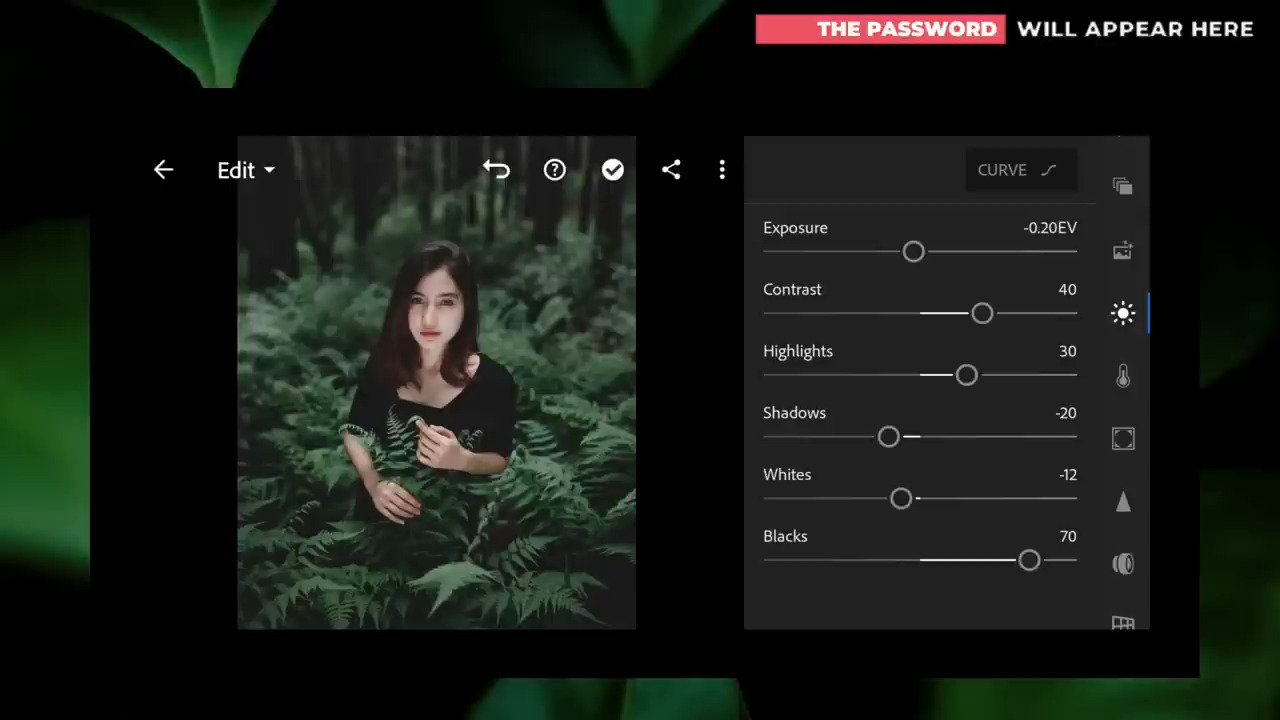 THE PASSWORD WILL APPEAR HERE
Edit
CURVE
Exposure -0.20EV
Contrast 40
Highlights 30
Shadows -20
Whites -12
Blacks 70